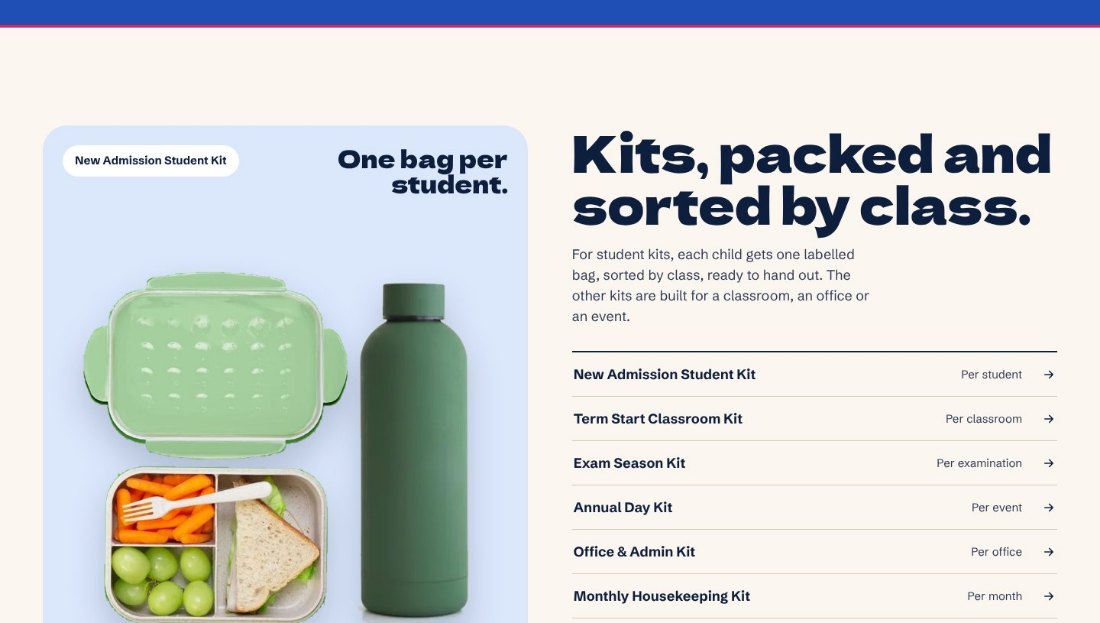 New Admission Student Kit
One bag per
student.
Kits, packed and
sorted by class.
For student kits, each child gets one labelled
bag, sorted by class, ready to hand out. The
other kits are built for a classroom, an office or
an event.
New Admission Student Kit Per student →
Term Start Classroom Kit Per classroom →
Exam Season Kit Per examination →
Annual Day Kit Per event →
Office & Admin Kit Per office →
Monthly Housekeeping Kit Per month →